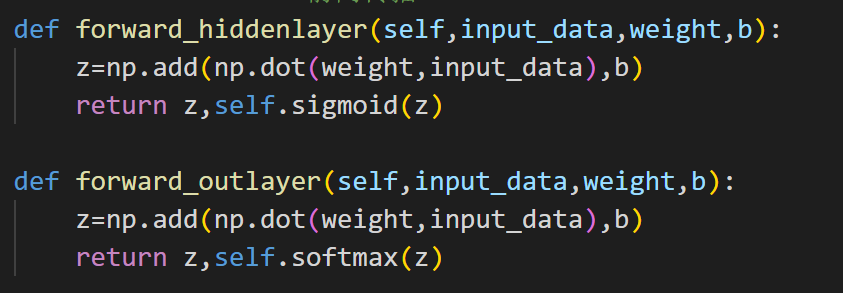 def forward_hiddenlayer(self,input_data,weight,b):
    z=np.add(np.dot(weight,input_data),b)
    return z,self.sigmoid(z)
def forward_outlayer(self,input_data,weight,b):
    z=np.add(np.dot(weight,input_data),b)
    return z,self.softmax(z)